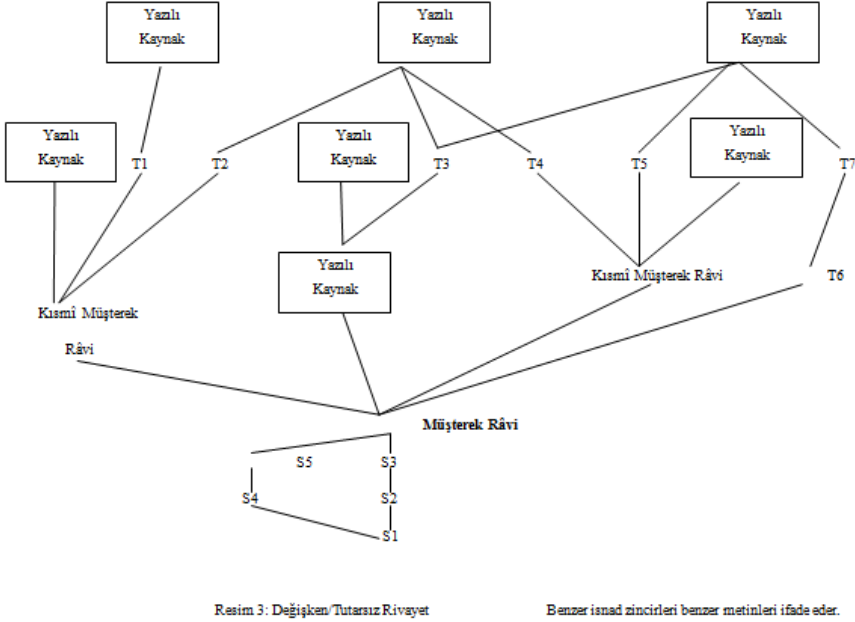 Yazılı
Kaynak
Yazılı
Kaynak
Yazılı
Kaynak
Yazılı
Kaynak
T1
T2
Yazılı
Kaynak
T3
T4
T5
Yazılı
Kaynak
T7
Yazılı
Kaynak
Kısmî Müşterek Râvi
T6
Kısmî Müşterek
Râvi
Müşterek Râvi
S5
S3
S4
S2
S1
Resim 3: Değişken/Tutarsız Rivayet
Benzer isnad zincirleri benzer metinleri ifade eder.